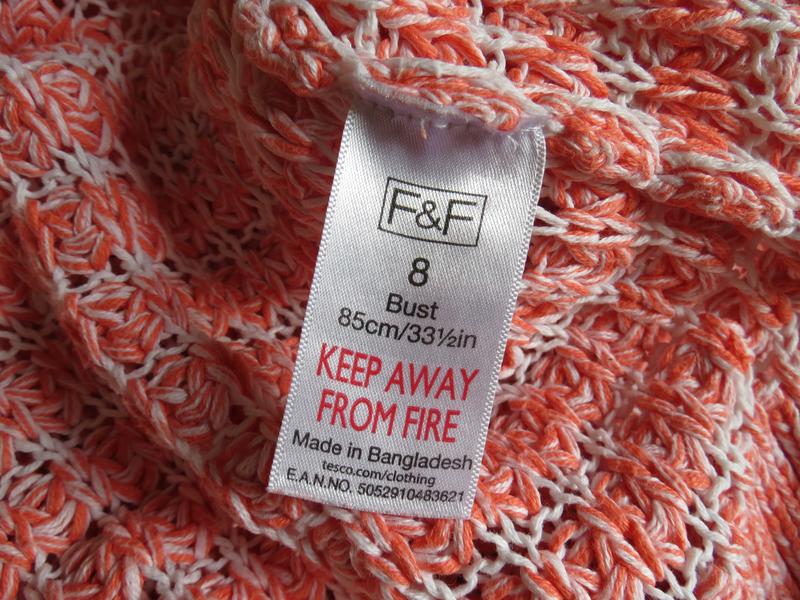 F&F
8
Bust
85cm/33½in
KEEP AWAY
FROM FIRE
Made in Bangladesh
tesco.com/clothing
E.A.N.NO. 5052910483621